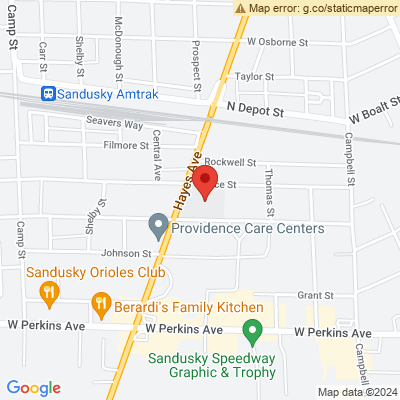 Map error: g.co/staticmaperror
Camp St
Carr St
Shelby St
McDonough St
Prospect St
W Osborne St
Taylor St
Sandusky Amtrak
N Depot St
W Boalt St
Seavers Way
Filmore St
Central Ave
Hayes Ave
Rockwell St
Campbell St
Shelby St
Thomas St
Camp St
Providence Care Centers
Johnson St
Sandusky Orioles Club
Berardi's Family Kitchen
Grant St
W Perkins Ave
W Perkins Ave
W Perkins Ave
Sandusky Speedway
Graphic & Trophy
Campbell
Google
Map data ©2024